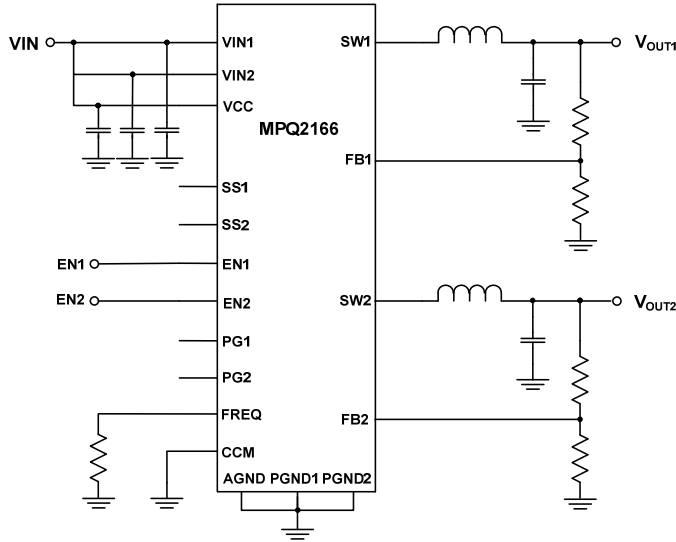 VIN
VIN1
VIN2
VCC
MPQ2166
SW1
VOUT1
FB1
SS1
SS2
EN1
EN1
EN2
EN2
SW2
VOUT2
PG1
PG2
FREQ
FB2
CCM
AGND PGND1 PGND2